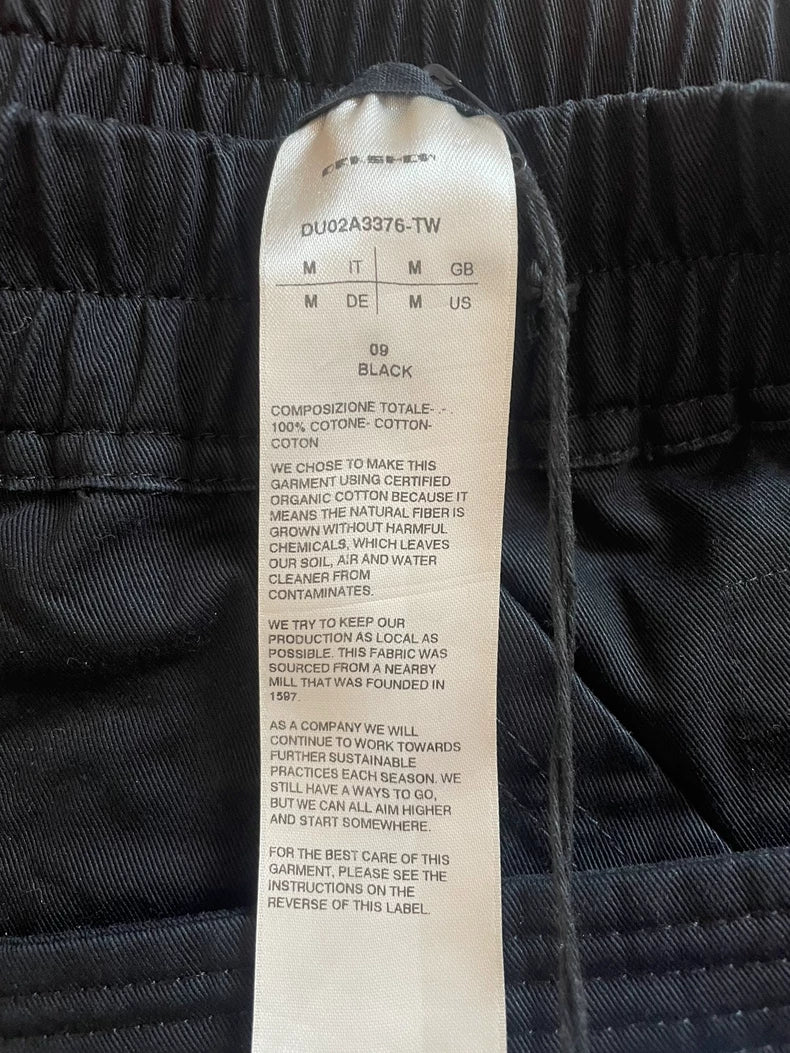 DU02A3376-TW
M IT M GB
M DE M US
09
BLACK
COMPOSIZIONE TOTALE- .- .
100% COTONE- COTTON-
COTON
WE CHOSE TO MAKE THIS
GARMENT USING CERTIFIED
ORGANIC COTTON BECAUSE IT
MEANS THE NATURAL FIBER IS
GROWN WITHOUT HARMFUL
CHEMICALS, WHICH LEAVES
OUR SOIL, AIR AND WATER
CLEANER FROM
CONTAMINATES.
WE TRY TO KEEP OUR
PRODUCTION AS LOCAL AS
POSSIBLE. THIS FABRIC WAS
SOURCED FROM A NEARBY
MILL THAT WAS FOUNDED IN
1597.
AS A COMPANY WE WILL
CONTINUE TO WORK TOWARDS
FURTHER SUSTAINABLE
PRACTICES EACH SEASON. WE
STILL HAVE A WAYS TO GO,
BUT WE CAN ALL AIM HIGHER
AND START SOMEWHERE.
FOR THE BEST CARE OF THIS
GARMENT, PLEASE SEE THE
INSTRUCTIONS ON THE
REVERSE OF THIS LABEL.